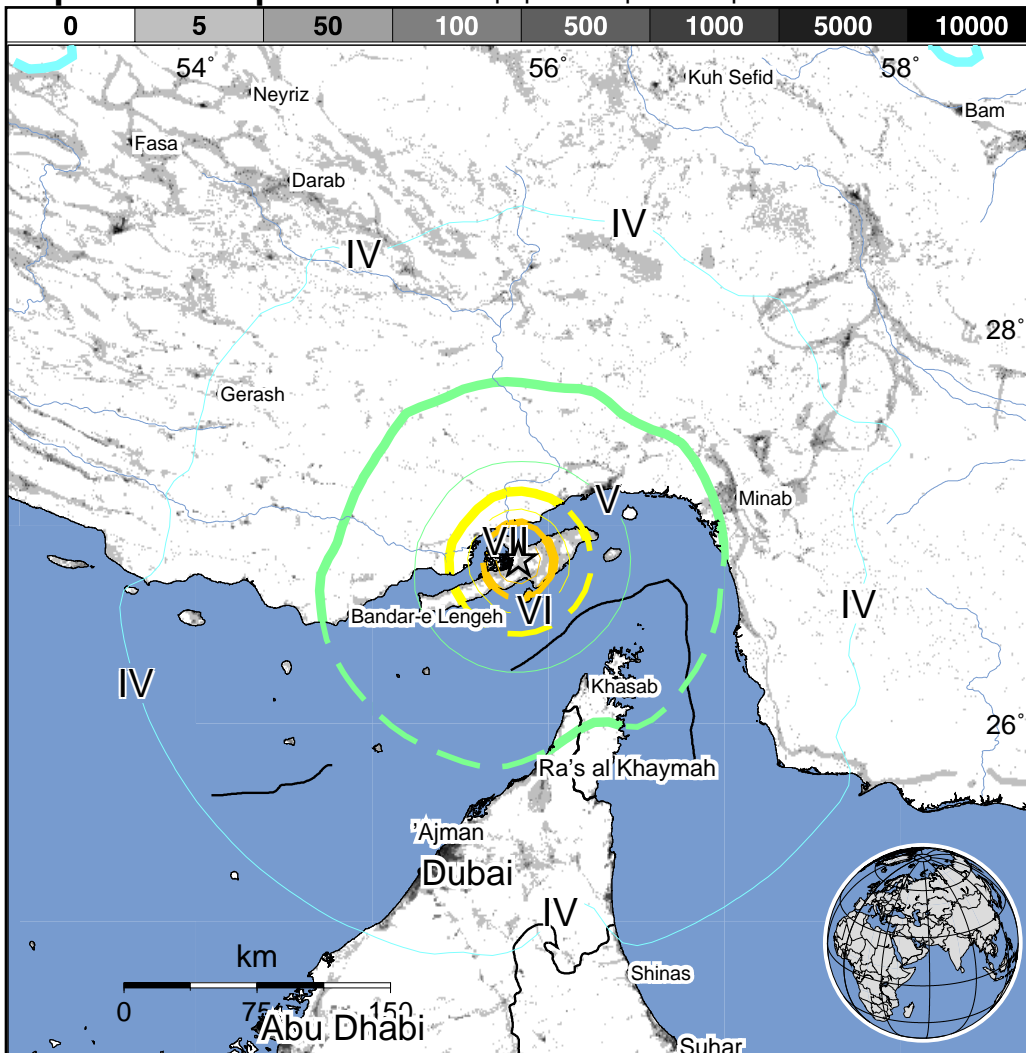 0 5 50 100 500 1000 5000 10000
54° 56° 58°
Kuh Sefid
Neyriz
Bam
Fasa
Darab
IV
IV
28°
Gerash
V
Minab
VII
IV
Bandar-e Lengeh
VI
IV
Khasab
26°
Ra's al Khaymah
'Ajman
Dubai
IV
km
Shinas
0 75 150
Abu Dhabi
Suhar